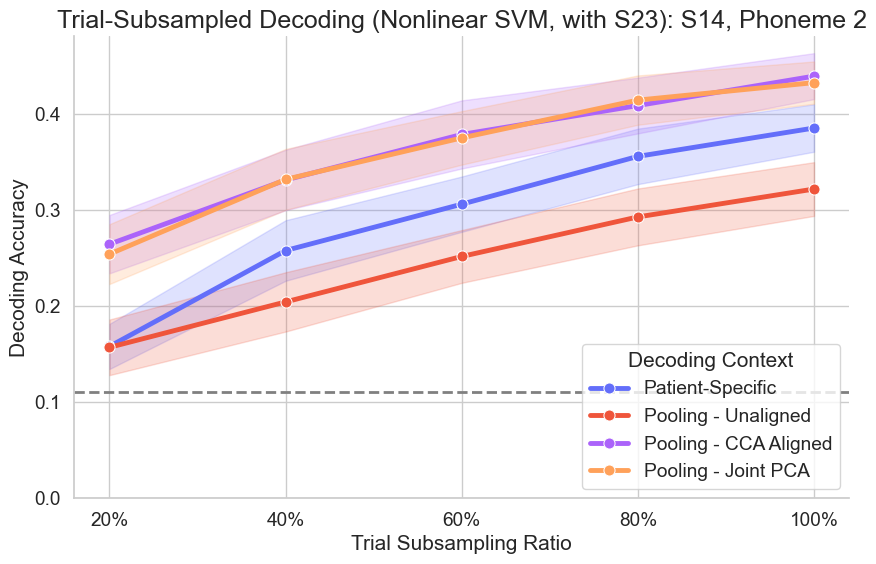 Trial-Subsampled Decoding (Nonlinear SVM, with S23): S14, Phoneme 2
Decoding Accuracy
0.4
0.3
0.2
0.1
0.0
20%
40%
60%
80%
100%
Trial Subsampling Ratio
Decoding Context
Patient-Specific
Pooling - Unaligned
Pooling - CCA Aligned
Pooling - Joint PCA